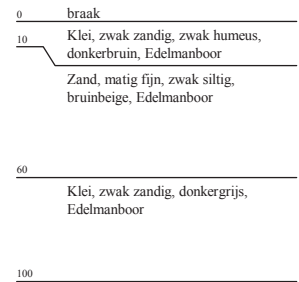 0 braak
10 Klei, zwak zandig, zwak humeus,
donkerbruin, Edelmanboor
Zand, matig fijn, zwak siltig,
bruinbeige, Edelmanboor
60
Klei, zwak zandig, donkergrijs,
Edelmanboor
100